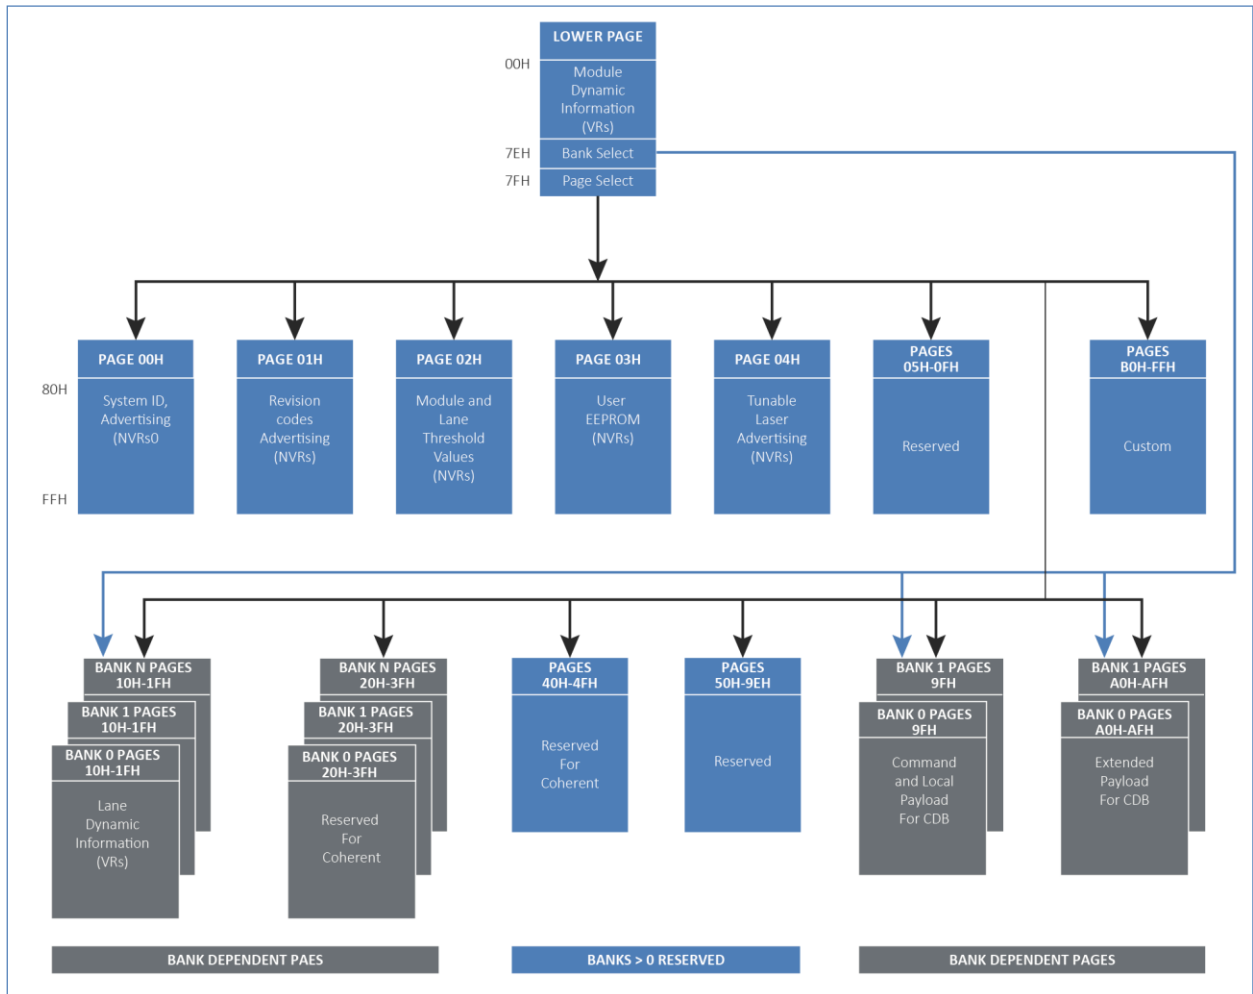 LOWER PAGE
00H
Module
Dynamic
Information
(VRs)
7EH
Bank Select
7FH
Page Select
PAGE 00H
PAGE 01H
PAGE 02H
PAGE 03H
PAGE 04H
PAGES
05H-0FH
PAGES
B0H-FFH
80H
FFH
System ID,
Advertising
(NVRs0
Revision
codes
Advertising
(NVRs)
Module and
Lane
Threshold
Values
(NVRs)
User
EEPROM
(NVRs)
Tunable
Laser
Advertising
(NVRs)
Reserved
Custom
BANK N PAGES
10H-1FH
BANK 1 PAGES
10H-1FH
BANK 0 PAGES
10H-1FH
Lane
Dynamic
Information
(VRs)
BANK N PAGES
20H-3FH
BANK 1 PAGES
20H-3FH
BANK 0 PAGES
20H-3FH
Reserved
For
Coherent
PAGES
40H-4FH
Reserved
For
Coherent
PAGES
50H-9EH
Reserved
BANK 1 PAGES
9FH
BANK 0 PAGES
9FH
Command
and Local
Payload
For CDB
BANK 1 PAGES
A0H-AFH
BANK 0 PAGES
A0H-AFH
Extended
Payload
For CDB
BANK DEPENDENT PAES
BANKS > 0 RESERVED
BANK DEPENDENT PAGES